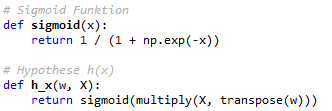 # Sigmoid Funktion
def sigmoid(x):
    return 1 / (1 + np.exp(-x))

# Hypothese h(x)
def h_x(w, X):
    return sigmoid(multiply(X, transpose(w)))